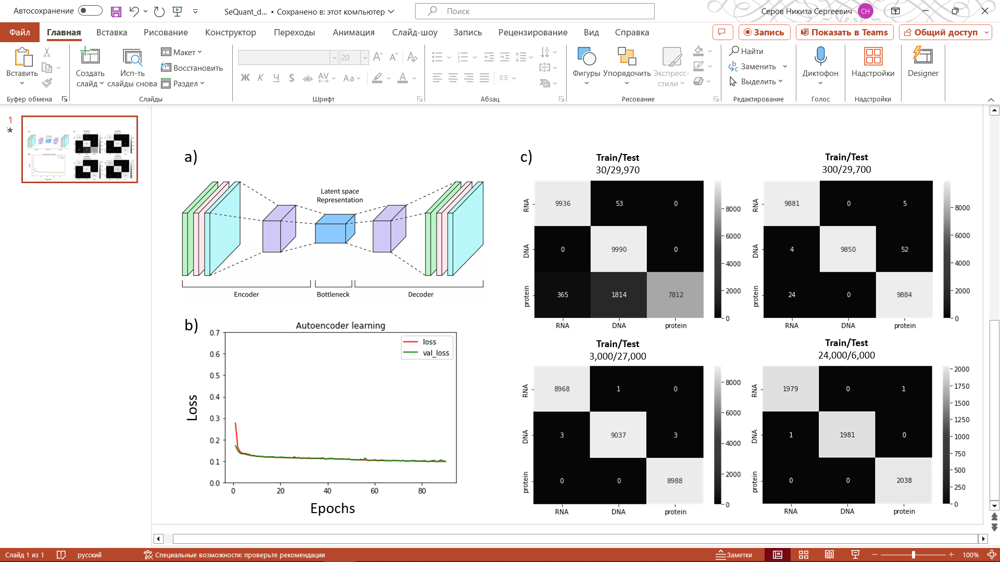 Автосохранение
SeQuant_d... • Сохранено в: этот компьютер
Поиск
Серов Никита Сергеевич
СН
Файл
Главная
Вставка
Рисование
Конструктор
Переходы
Анимация
Слайд-шоу
Запись
Рецензирование
Вид
Справка
Запись
Показать в Teams
Общий доступ
Вставить
Буфер обмена
Создать
слайд
Исп-ть
слайды снова
Макет
Восстановить
Раздел
Слайды
20
Ж К Ч S ab AV Aa А
Шрифт
Абзац
Фигуры
Упорядочить
Экспресс-
стили
Рисование
Найти
Заменить
Выделить
Редактирование
Диктофон
Голос
Надстройки
Надстройки
Designer
1
a)
Latent space
Representation
Encoder
Bottleneck
Decoder
b)
Autoencoder learning
loss
val_loss
0.7
0.6
0.5
0.4
0.3
0.2
0.1
0.0
0 20 40 60 80
Loss
Epochs
c)
Train/Test
30/29,970
RNA 9936 53 0
DNA 0 9990 0
protein 365 1814 7812
RNA DNA protein
8000
6000
4000
2000
0
Train/Test
300/29,700
RNA 9881 0 5
DNA 4 9850 52
protein 24 0 9884
RNA DNA protein
8000
6000
4000
2000
0
Train/Test
3,000/27,000
RNA 8968 1 0
DNA 3 9037 3
protein 0 0 8988
RNA DNA protein
8000
6000
4000
2000
0
Train/Test
24,000/6,000
RNA 1979 0 1
DNA 1 1981 0
protein 0 0 2038
RNA DNA protein
2000
1750
1500
1250
1000
750
500
250
0
Слайд 1 из 1
русский
Специальные возможности: проверьте рекомендации
Заметки
100%